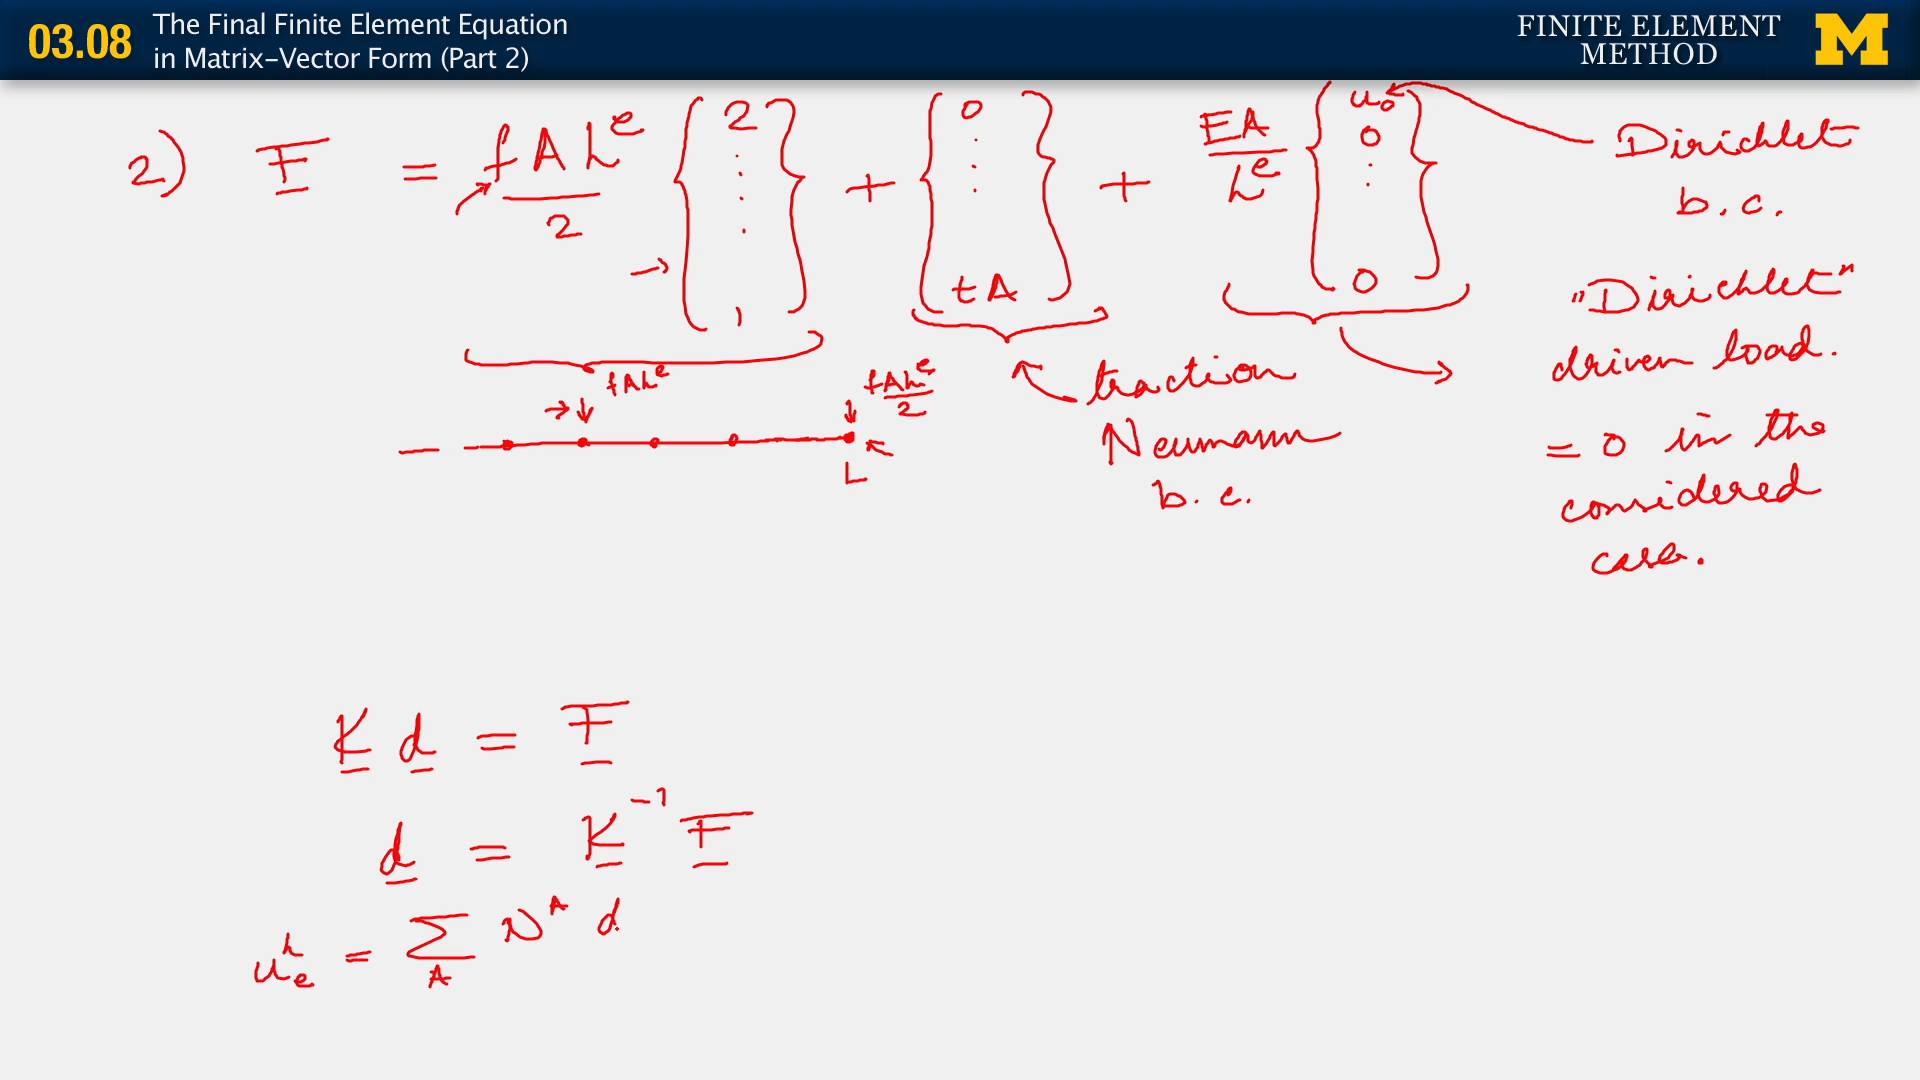 03.08
The Final Finite Element Equation
in Matrix-Vector Form (Part 2)
FINITE ELEMENT
METHOD
M
2) F = fAh^e / 2 { 2 . . . . 1 } + { 0 . . . tA } + EA / h^e { u_0 0 . . 0 }
Dirichlet
b.c.
"Dirichlet"
driven load.
= 0 in the
considered
case.
traction
Neumann
b.c.
fAh^e
fAh^e / 2
L
K d = F
d = K^-1 F
u^h_e = Σ_A N^A d